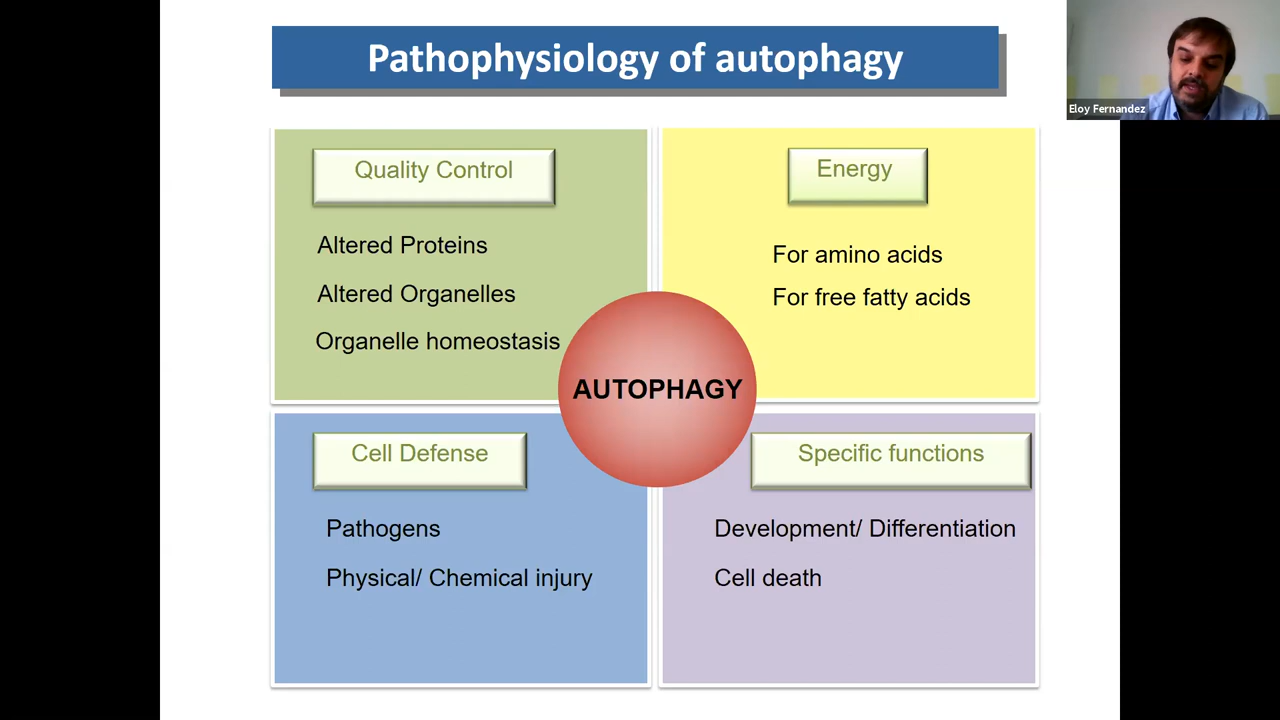 Pathophysiology of autophagy
Eloy Fernandez
Quality Control
Altered Proteins
Altered Organelles
Organelle homeostasis
Energy
For amino acids
For free fatty acids
AUTOPHAGY
Cell Defense
Pathogens
Physical/ Chemical injury
Specific functions
Development/ Differentiation
Cell death